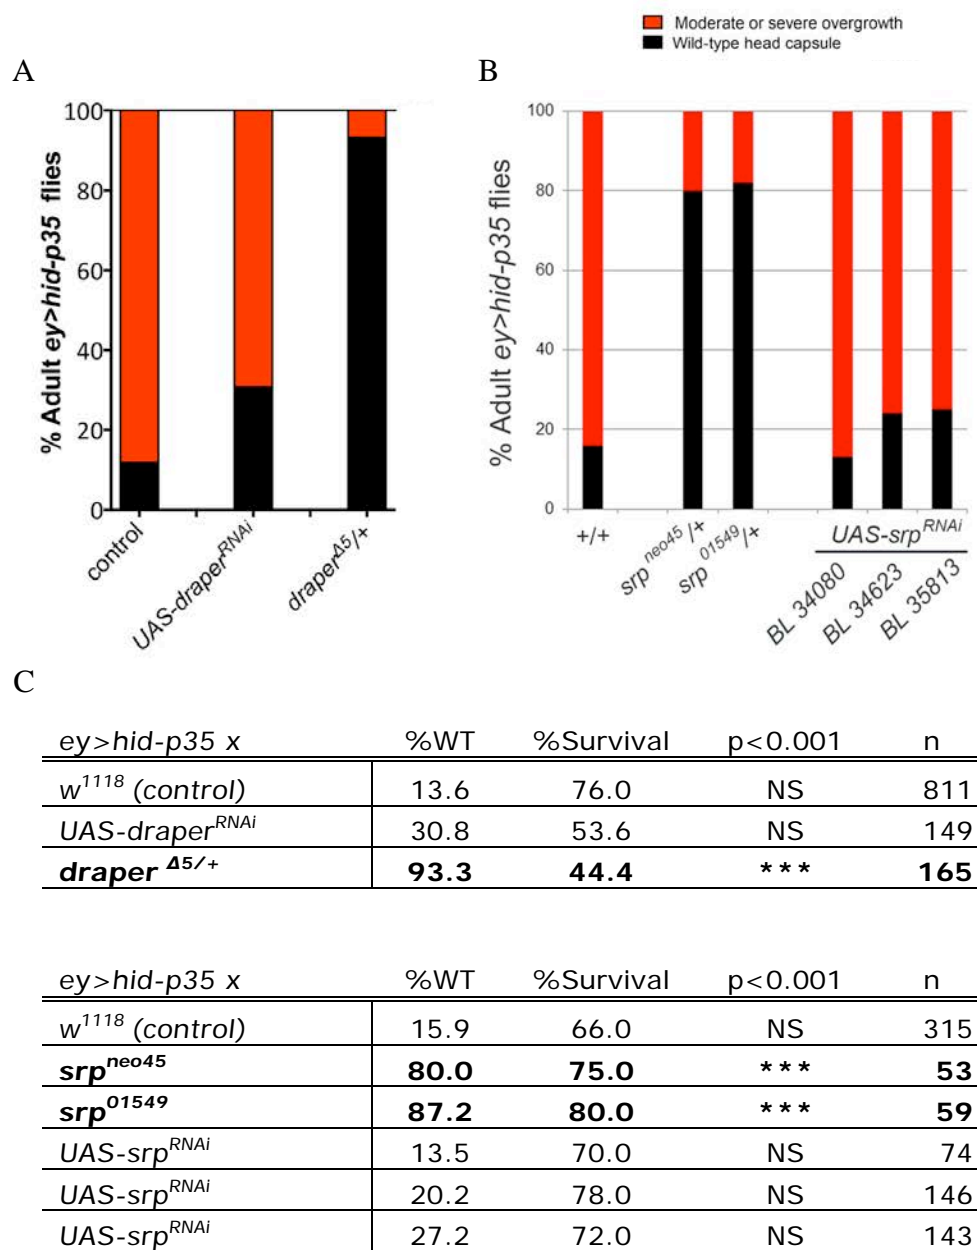 Moderate or severe overgrowth
Wild-type head capsule
A
B
% Adult ey>hid-p35 flies
100
80
60
40
20
0
control
UAS-draper^RNAi
draper^Δ5/+
% Adult ey>hid-p35 flies
100
80
60
40
20
0
+/+
srp^neo45/+
srp^01549/+
UAS-srp^RNAi
BL 34080
BL 34623
BL 35813
C
ey>hid-p35 x %WT %Survival p<0.001 n
w^1118 (control) 13.6 76.0 NS 811
UAS-draper^RNAi 30.8 53.6 NS 149
draper ^Δ5/+ 93.3 44.4 *** 165
ey>hid-p35 x %WT %Survival p<0.001 n
w^1118 (control) 15.9 66.0 NS 315
srp^neo45 80.0 75.0 *** 53
srp^01549 87.2 80.0 *** 59
UAS-srp^RNAi 13.5 70.0 NS 74
UAS-srp^RNAi 20.2 78.0 NS 146
UAS-srp^RNAi 27.2 72.0 NS 143